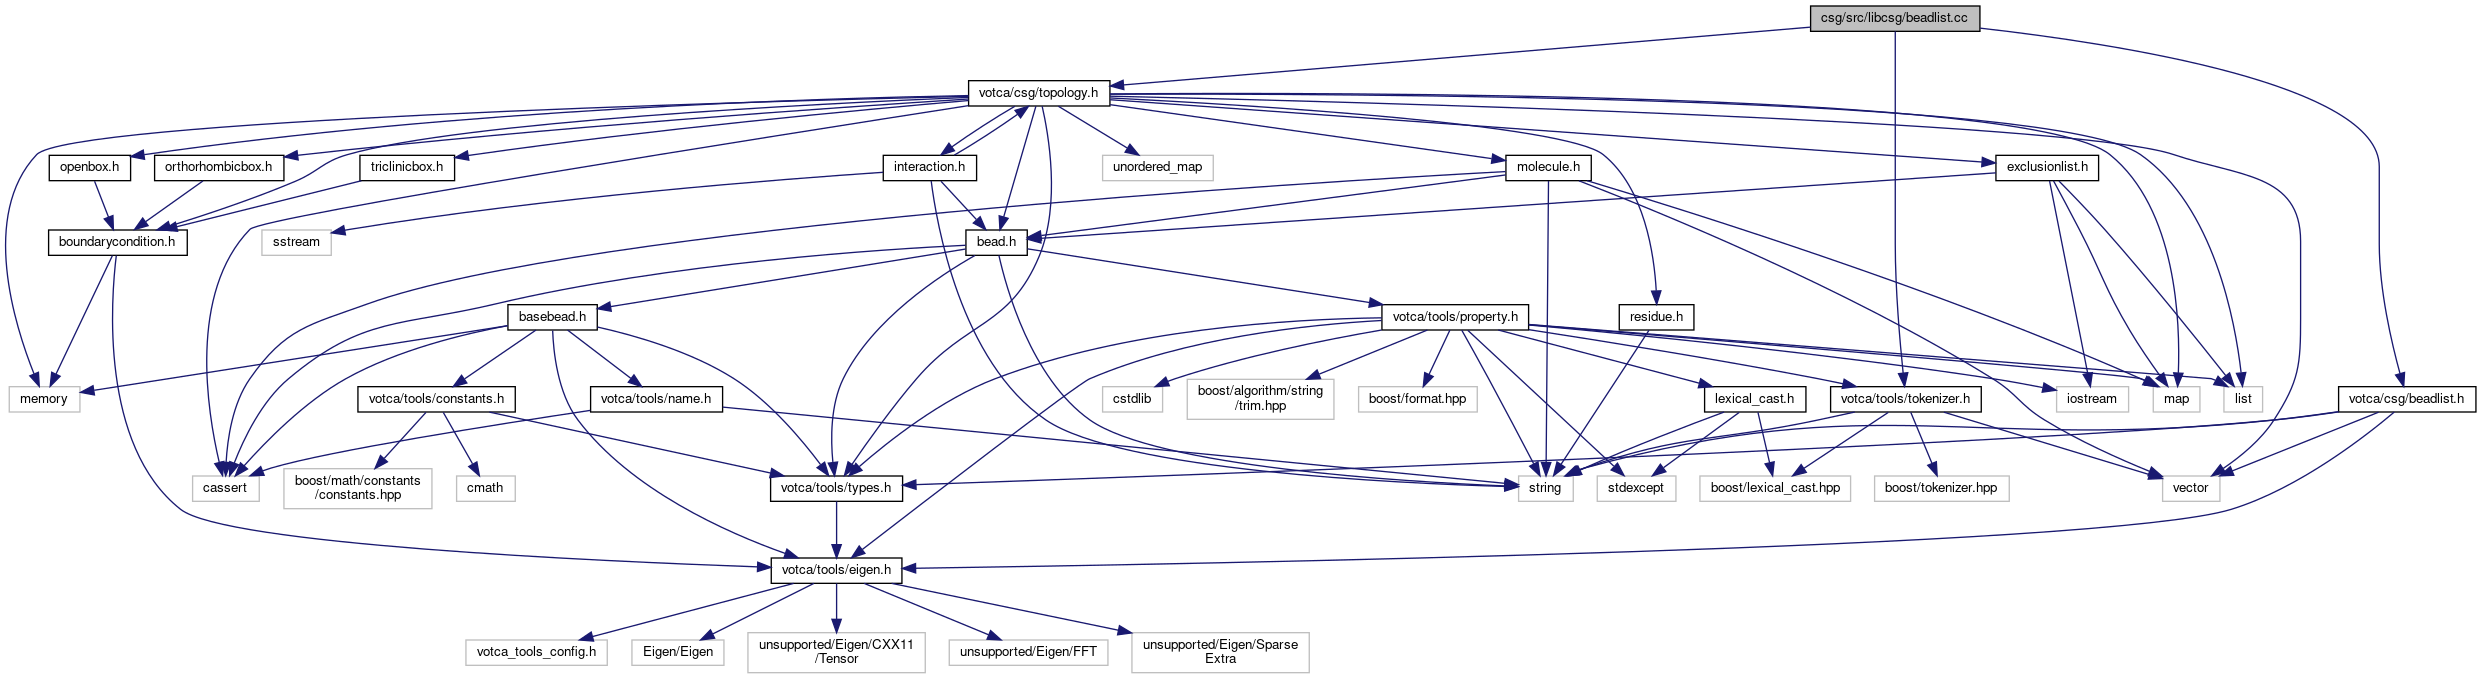 csg/src/libcsg/beadlist.cc
votca/csg/topology.h
openbox.h
orthorhombicbox.h
triclinicbox.h
interaction.h
unordered_map
molecule.h
exclusionlist.h
boundarycondition.h
sstream
bead.h
basebead.h
votca/tools/property.h
residue.h
memory
votca/tools/constants.h
votca/tools/name.h
cstdlib
boost/algorithm/string
/trim.hpp
boost/format.hpp
lexical_cast.h
votca/tools/tokenizer.h
iostream
map
list
votca/csg/beadlist.h
cassert
boost/math/constants
/constants.hpp
cmath
votca/tools/types.h
string
stdexcept
boost/lexical_cast.hpp
boost/tokenizer.hpp
vector
votca/tools/eigen.h
votca_tools_config.h
Eigen/Eigen
unsupported/Eigen/CXX11
/Tensor
unsupported/Eigen/FFT
unsupported/Eigen/Sparse
Extra